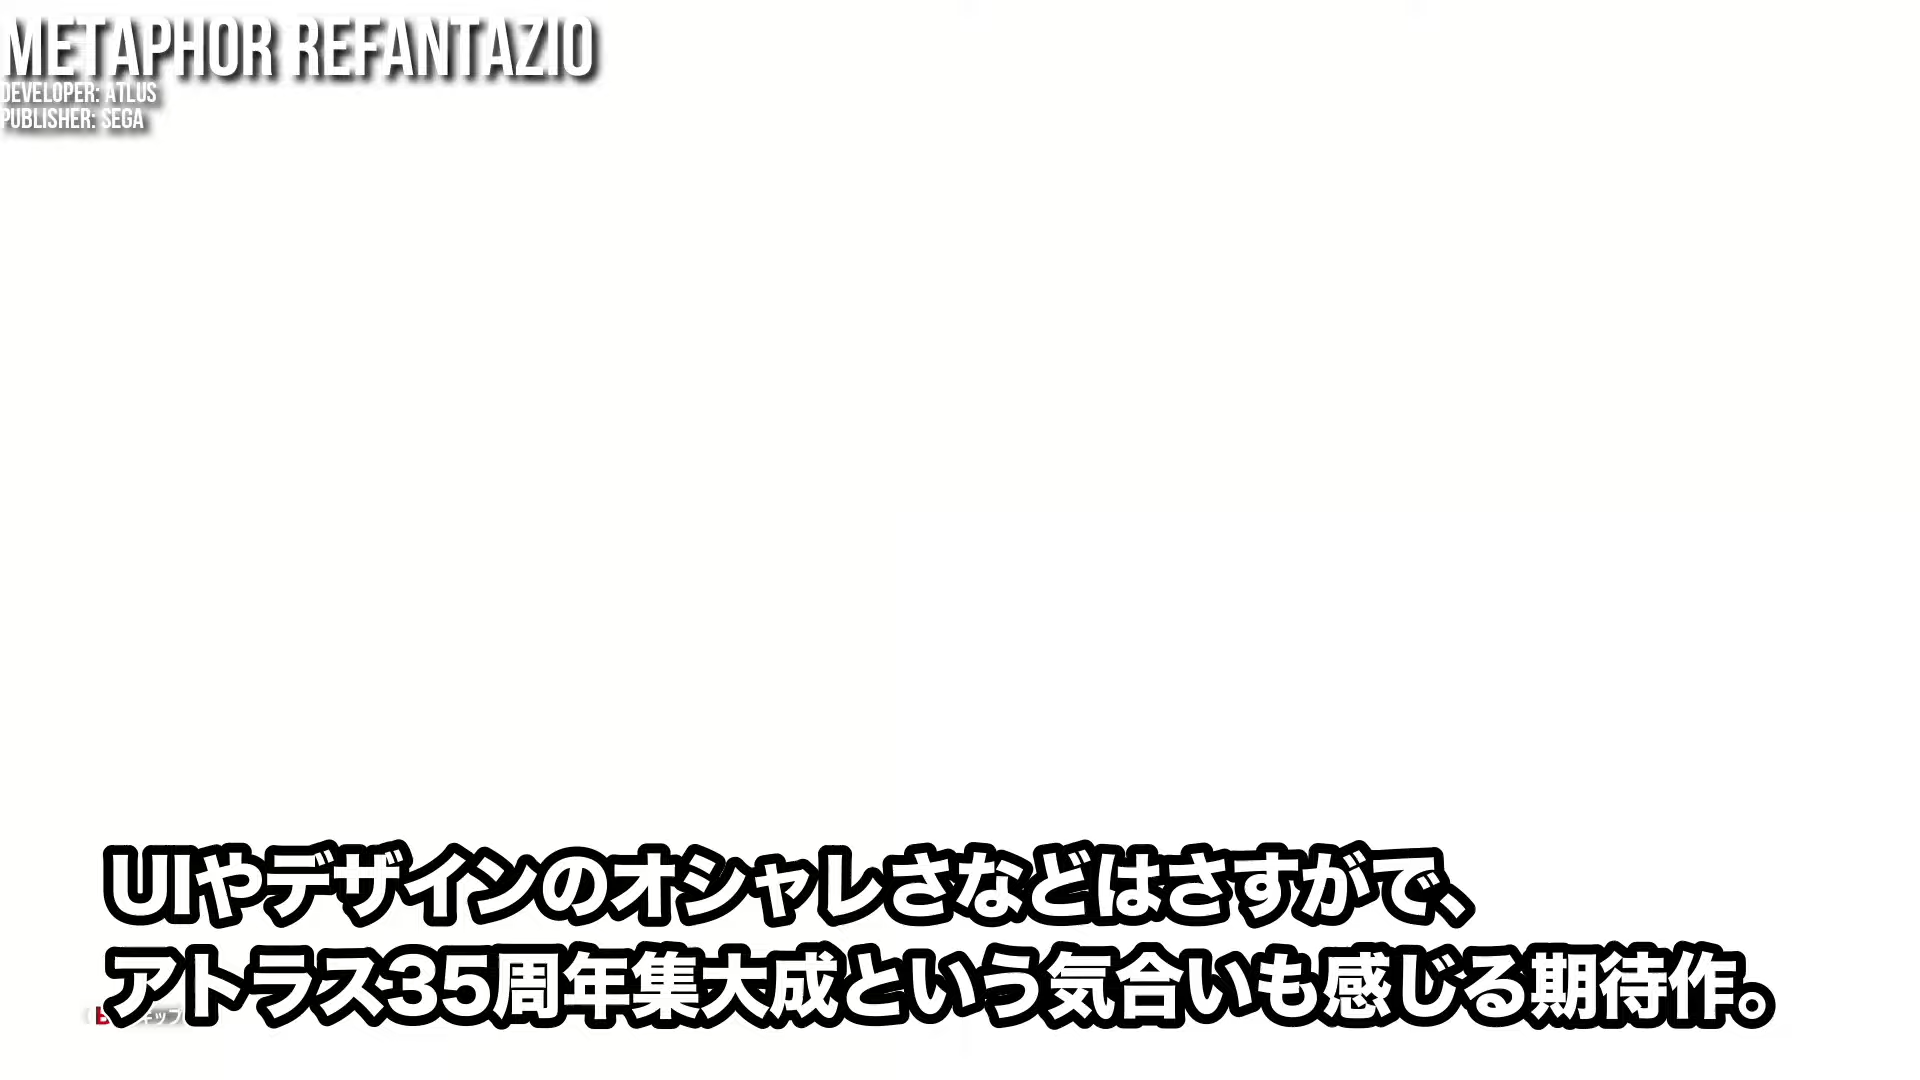 METAPHOR REFANTAZIO
DEVELOPER: ATLUS
PUBLISHER: SEGA
UIやデザインのオシャレさなどはさすがで、
アトラス35周年集大成という気合いも感じる期待作。